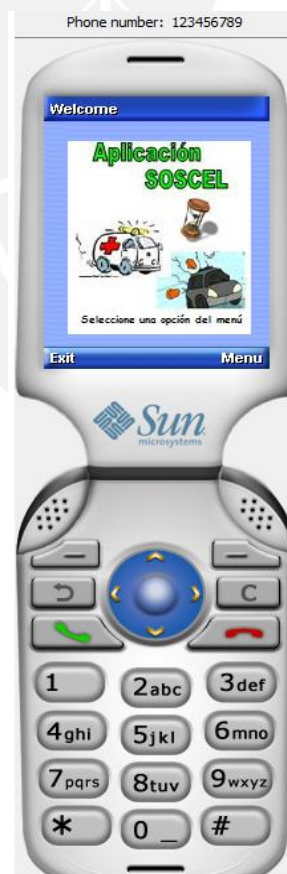 Phone number: 123456789
Welcome
Aplicación
SOSCEL
Seleccione una opción del menú
Exit Menu
Sun
microsystems
C
1 2abc 3def
4ghi 5jkl 6mno
7pqrs 8tuv 9wxyz
* 0 _ #